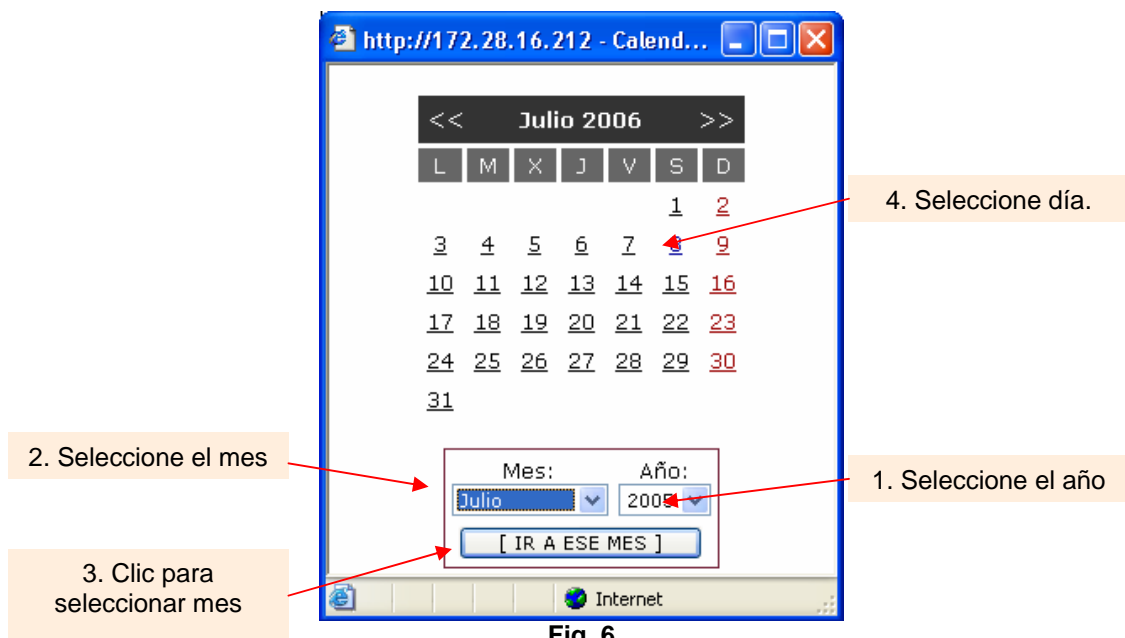 http://172.28.16.212 - Calend...
<< Julio 2006 >>
L M X J V S D
1 2
4. Seleccione día.
3 4 5 6 7 8 9
10 11 12 13 14 15 16
17 18 19 20 21 22 23
24 25 26 27 28 29 30
31
2. Seleccione el mes
Mes: Año:
1. Seleccione el año
Julio
[ IR A ESE MES ]
3. Clic para
seleccionar mes
Internet
Fig. 6